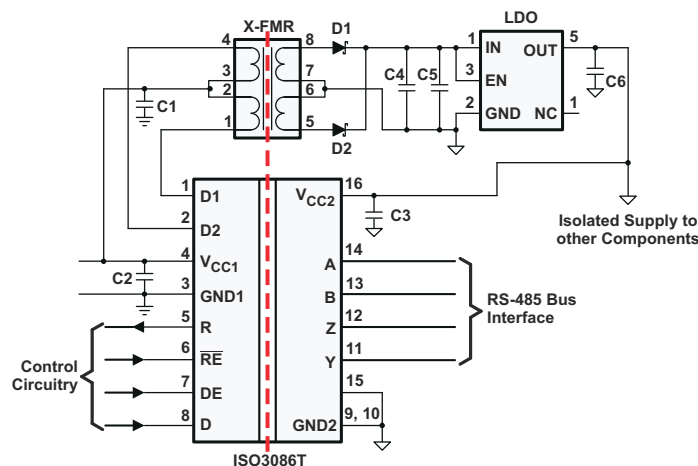 X-FMR
D1
LDO
4
8
1
IN
OUT
5
3
7
3
EN
C4
C5
C6
2
6
2
GND
NC
1
C1
1
5
D2
1
D1
16
VCC2
C3
2
D2
Isolated Supply to
other Components
4
VCC1
14
A
C2
3
GND1
13
B
RS-485 Bus
Interface
5
R
12
Z
Control
Circuitry
6
RE
11
Y
7
DE
15
8
D
9, 10
GND2
ISO3086T